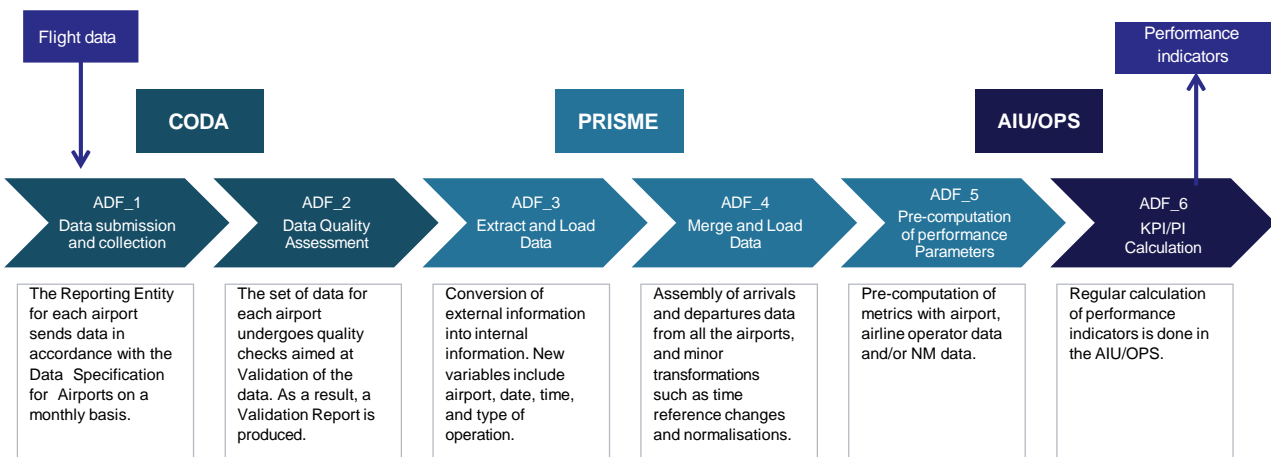 Flight data
Performance
indicators
CODA
PRISME
AIU/OPS
ADF_1
Data submission
and collection
ADF_2
Data Quality
Assessment
ADF_3
Extract and Load
Data
ADF_4
Merge and Load
Data
ADF_5
Pre-computation
of performance
Parameters
ADF_6
KPI/PI
Calculation
The Reporting Entity
for each airport
sends data in
accordance with the
Data Specification
for Airports on a
monthly basis.
The set of data for
each airport
undergoes quality
checks aimed at
Validation of the
data. As a result, a
Validation Report is
produced.
Conversion of
external information
into internal
information. New
variables include
airport, date, time,
and type of
operation.
Assembly of arrivals
and departures data
from all the airports,
and minor
transformations
such as time
reference changes
and normalisations.
Pre-computation of
metrics with airport,
airline operator data
and/or NM data.
Regular calculation
of performance
indicators is done in
the AIU/OPS.